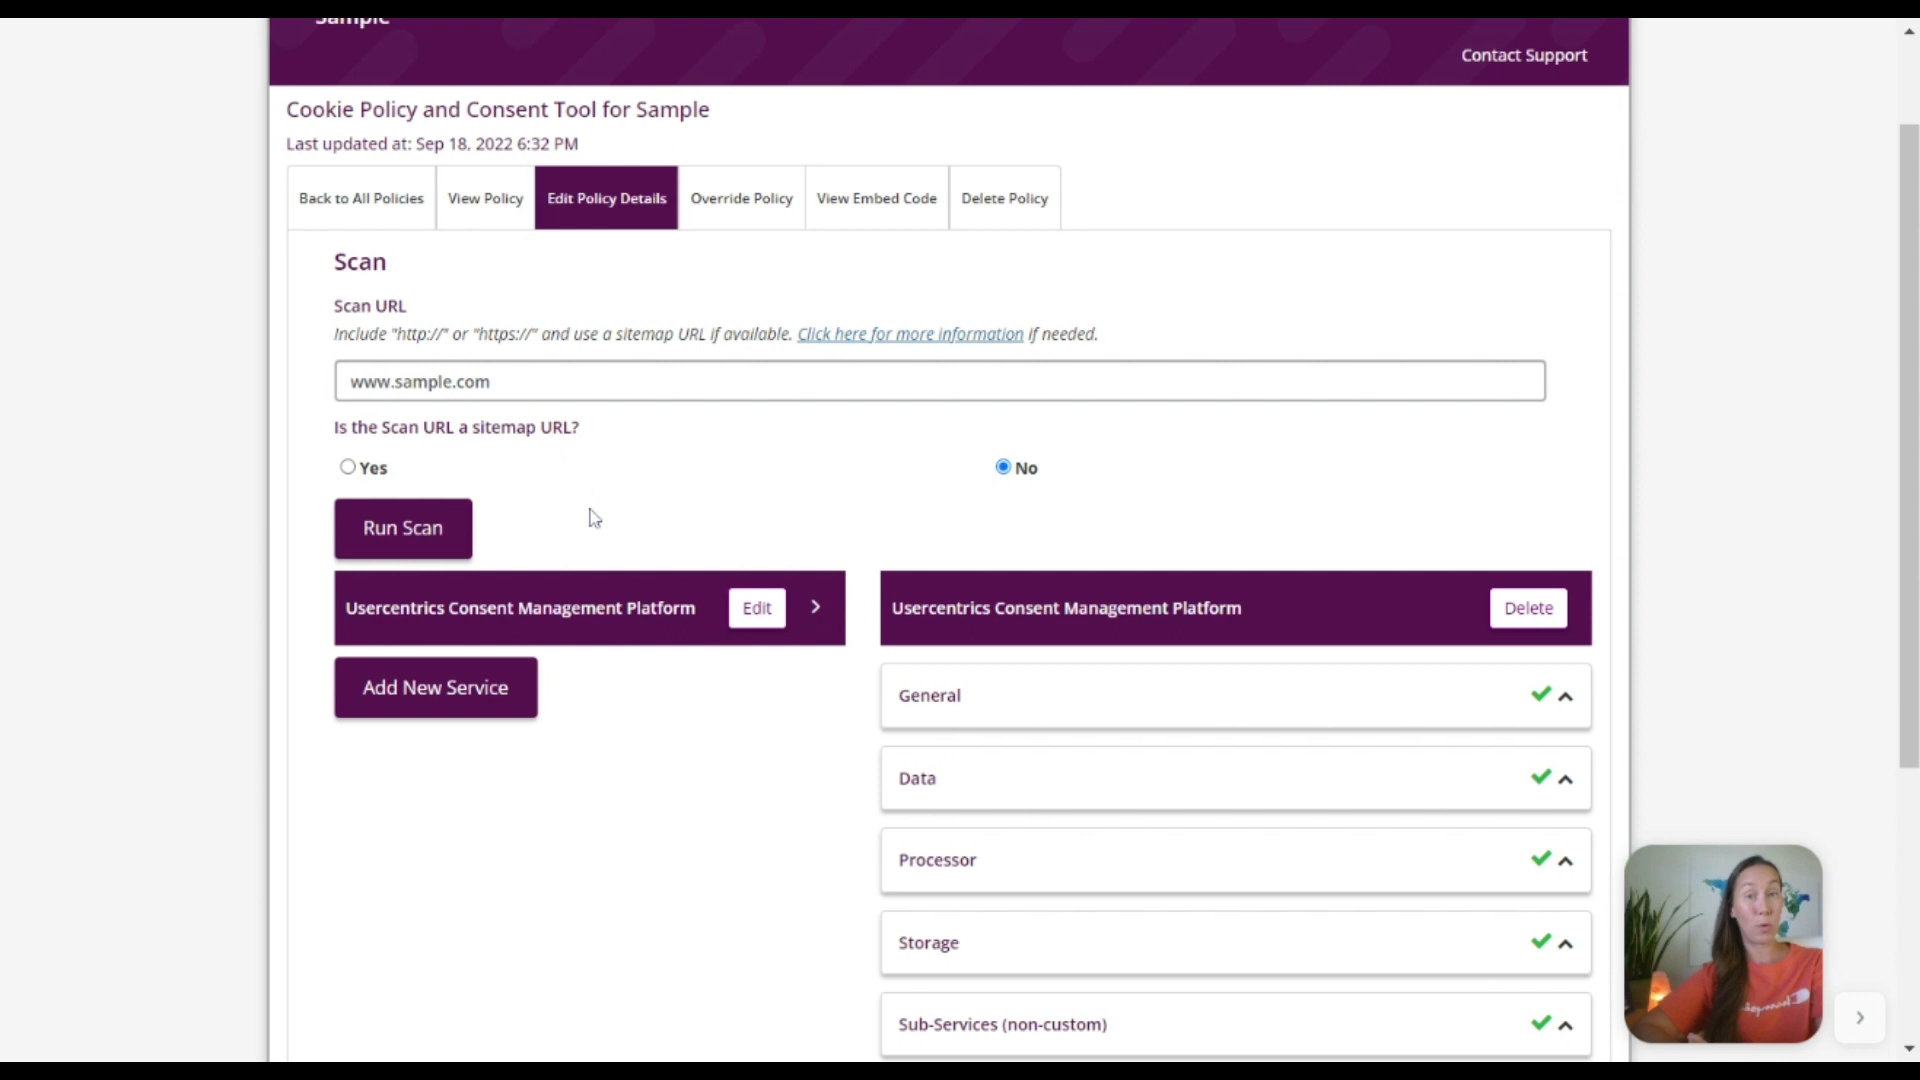 Sample
Contact Support
Cookie Policy and Consent Tool for Sample
Last updated at: Sep 18, 2022 6:32 PM
Back to All Policies
View Policy
Edit Policy Details
Override Policy
View Embed Code
Delete Policy
Scan
Scan URL
Include "http://" or "https://" and use a sitemap URL if available. Click here for more information if needed.
www.sample.com
Is the Scan URL a sitemap URL?
Yes
No
Run Scan
Usercentrics Consent Management Platform
Edit
Usercentrics Consent Management Platform
Delete
Add New Service
General
Data
Processor
Storage
Sub-Services (non-custom)